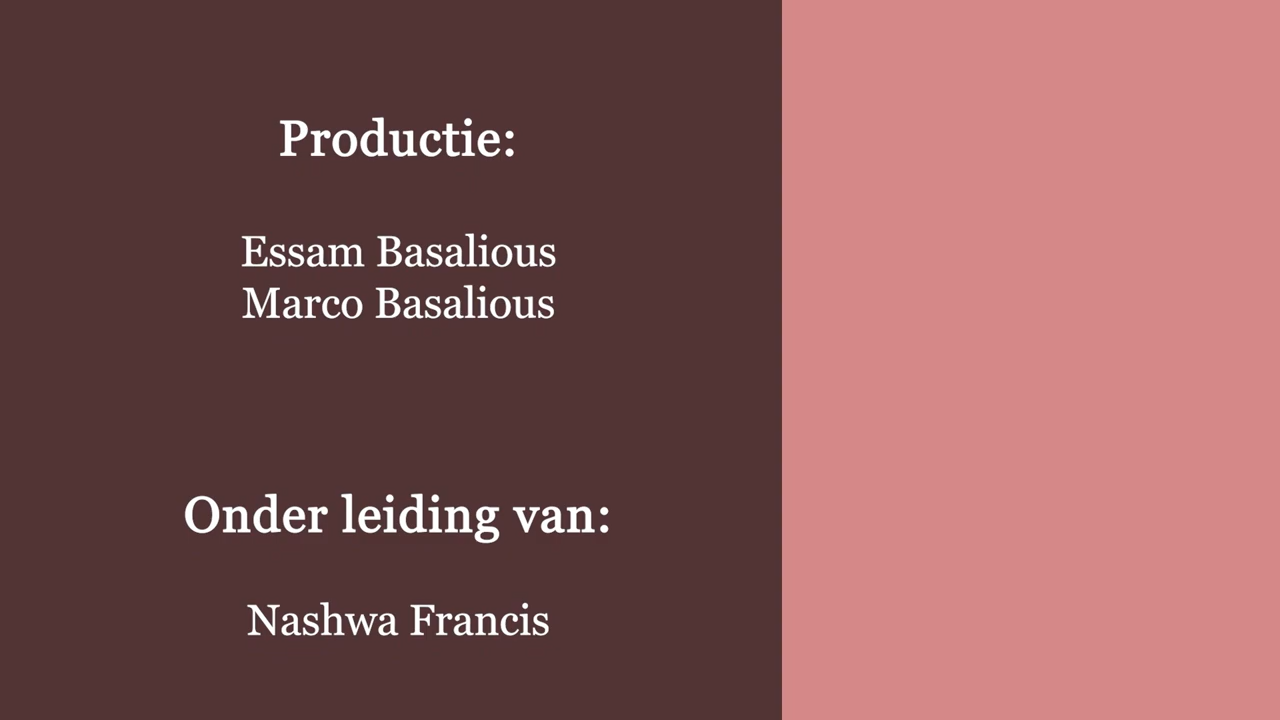 Productie:
Essam Basalious
Marco Basalious
Onder leiding van:
Nashwa Francis